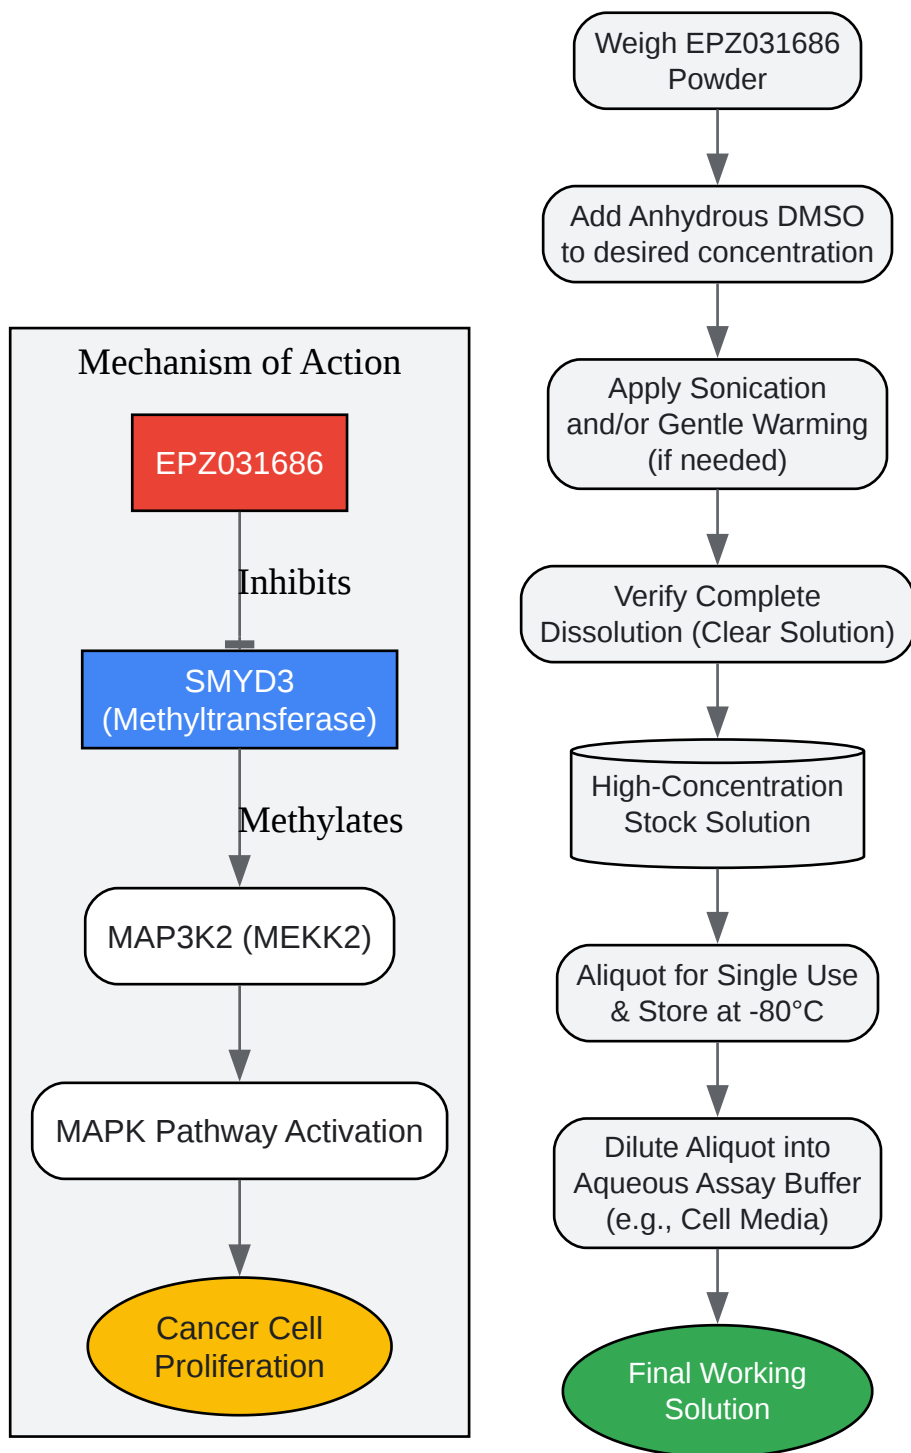 Mechanism of Action
EPZ031686
Inhibits
SMYD3
(Methyltransferase)
Methylates
MAP3K2 (MEKK2)
MAPK Pathway Activation
Cancer Cell
Proliferation
Weigh EPZ031686
Powder
Add Anhydrous DMSO
to desired concentration
Apply Sonication
and/or Gentle Warming
(if needed)
Verify Complete
Dissolution (Clear Solution)
High-Concentration
Stock Solution
Aliquot for Single Use
& Store at -80°C
Dilute Aliquot into
Aqueous Assay Buffer
(e.g., Cell Media)
Final Working
Solution